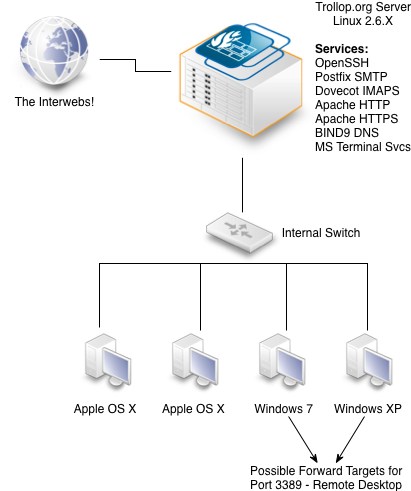 Trollop.org Server
Linux 2.6.X
Services:
OpenSSH
Postfix SMTP
Dovecot IMAPS
Apache HTTP
Apache HTTPS
BIND9 DNS
MS Terminal Svcs
The Interwebs!
Internal Switch
Apple OS X
Apple OS X
Windows 7
Windows XP
Possible Forward Targets for
Port 3389 - Remote Desktop